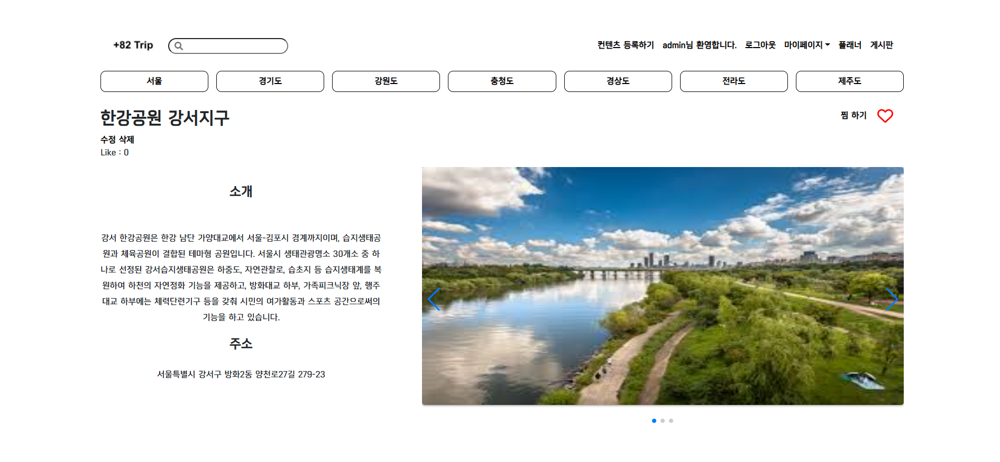 +82 Trip
컨텐츠 등록하기 admin님 환영합니다. 로그아웃 마이페이지 플래너 게시판
서울 경기도 강원도 충청도 경상도 전라도 제주도
한강공원 강서지구
찜 하기
수정 삭제
Like : 0
소개
강서 한강공원은 한강 남단 가양대교에서 서울-김포시 경계까지이며, 습지생태공
원과 체육공원이 결합된 테마형 공원입니다. 서울시 생태관광명소 30개소 중 하
나로 선정된 강서습지생태공원은 하중도, 자연관찰로, 습초지 등 습지생태계를 복
원하여 하천의 자연정화 기능을 제공하고, 방화대교 하부, 가족피크닉장 앞, 행주
대교 하부에는 체력단련기구 등을 갖춰 시민의 여가활동과 스포츠 공간으로써의
기능을 하고 있습니다.
주소
서울특별시 강서구 방화2동 양천로27길 279-23